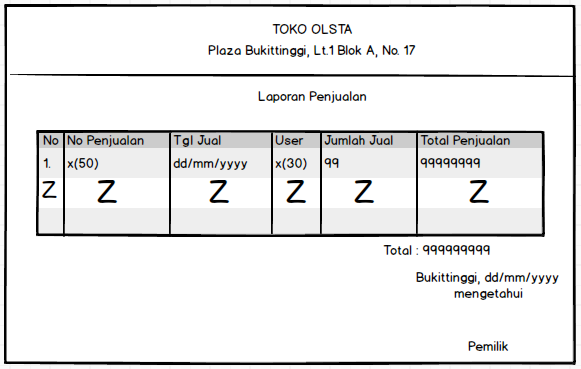 TOKO OLSTA
Plaza Bukittinggi, Lt.1 Blok A, No. 17
Laporan Penjualan
No No Penjualan Tgl Jual User Jumlah Jual Total Penjualan
1. x(50) dd/mm/yyyy x(30) 99 99999999
Z Z Z Z Z Z
Total : 999999999
Bukittinggi, dd/mm/yyyy
mengetahui
Pemilik